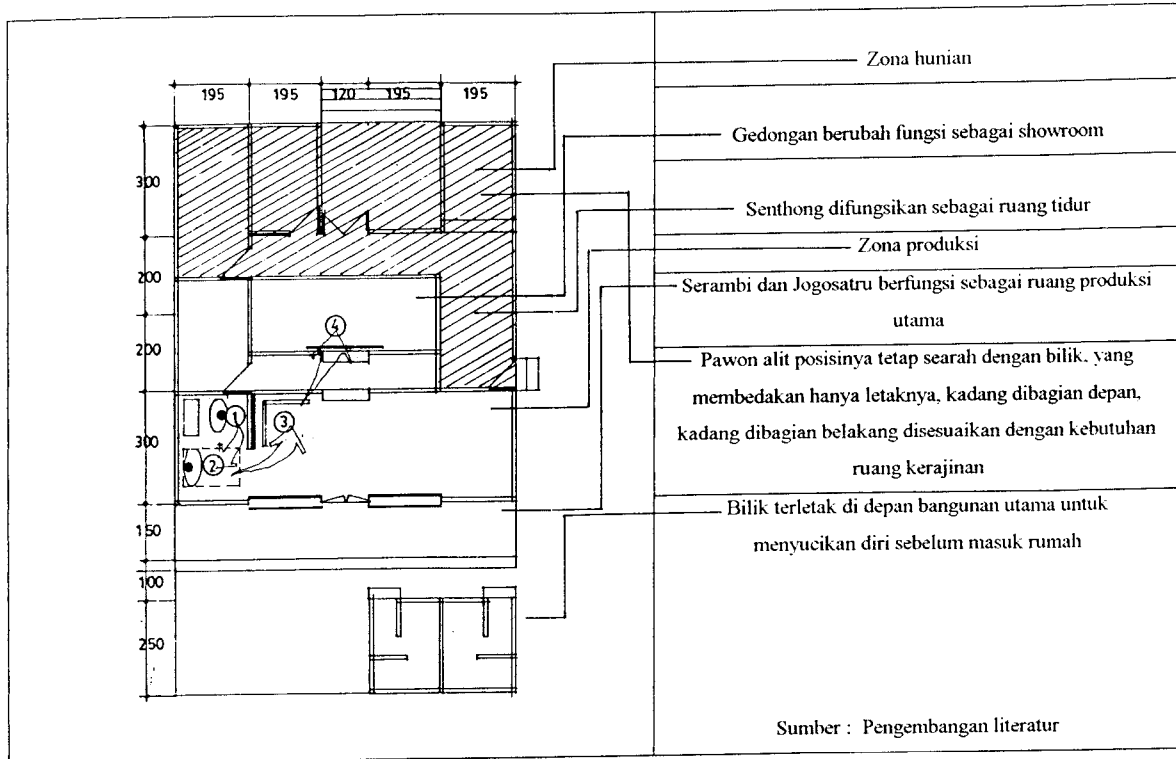 195 195 120 195 195
300
200
200
300
150
100
250
4
1
3
2
Zona hunian
Gedongan berubah fungsi sebagai showroom
Senthong difungsikan sebagai ruang tidur
Zona produksi
Serambi dan Jogosatru berfungsi sebagai ruang produksi
utama
Pawon alit posisinya tetap searah dengan bilik, yang
membedakan hanya letaknya, kadang dibagian depan,
kadang dibagian belakang disesuaikan dengan kebutuhan
ruang kerajinan
Bilik terletak di depan bangunan utama untuk
menyucikan diri sebelum masuk rumah
Sumber : Pengembangan literatur